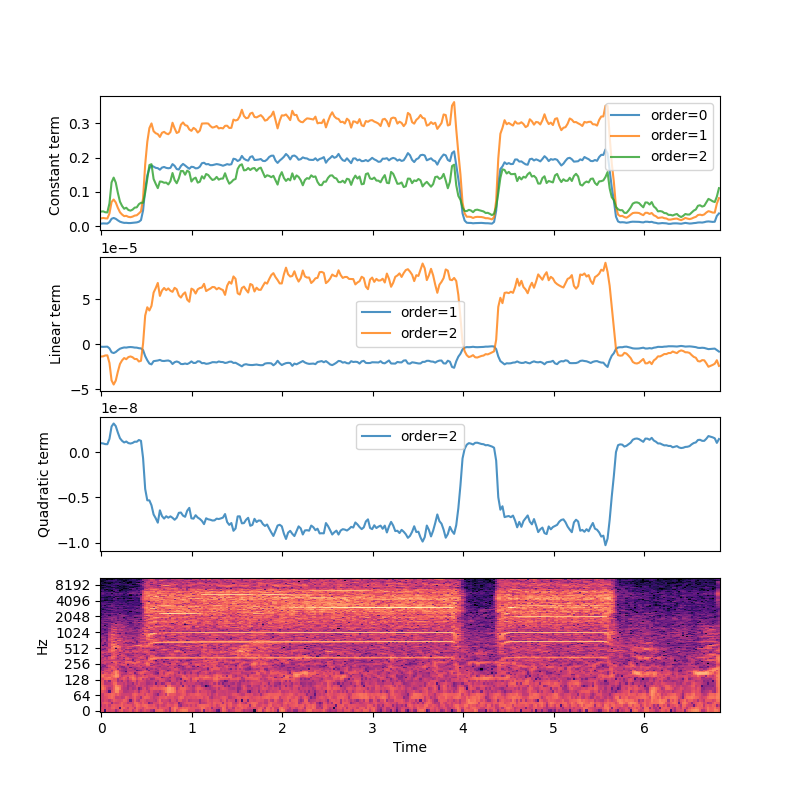 Constant term
0.3
0.2
0.1
0.0
order=0
order=1
order=2
1e−5
Linear term
5
0
−5
order=1
order=2
1e−8
Quadratic term
0.0
−0.5
−1.0
order=2
Hz
8192
4096
2048
1024
512
256
128
64
0
0 1 2 3 4 5 6
Time